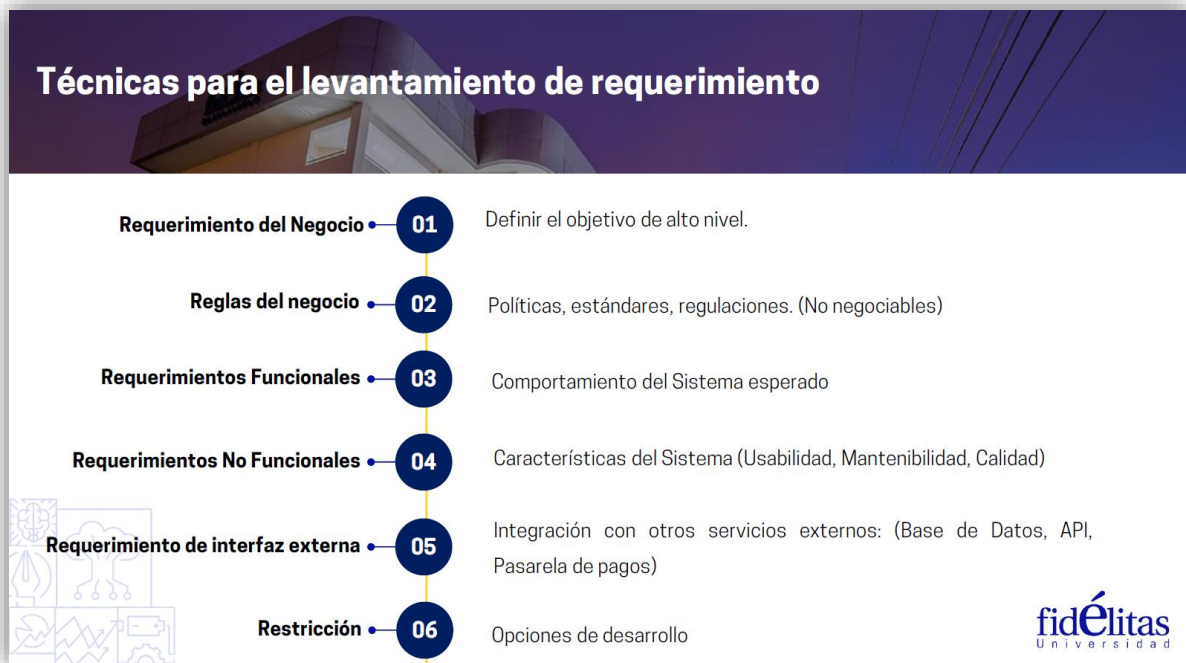 Técnicas para el levantamiento de requerimiento
Requerimiento del Negocio
01
Definir el objetivo de alto nivel.
Reglas del negocio
02
Políticas, estándares, regulaciones. (No negociables)
Requerimientos Funcionales
03
Comportamiento del Sistema esperado
Requerimientos No Funcionales
04
Características del Sistema (Usabilidad, Mantenibilidad, Calidad)
Requerimiento de interfaz externa
05
Integración con otros servicios externos: (Base de Datos, API,
Pasarela de pagos)
Restricción
06
Opciones de desarrollo
fidélitas
Universidad